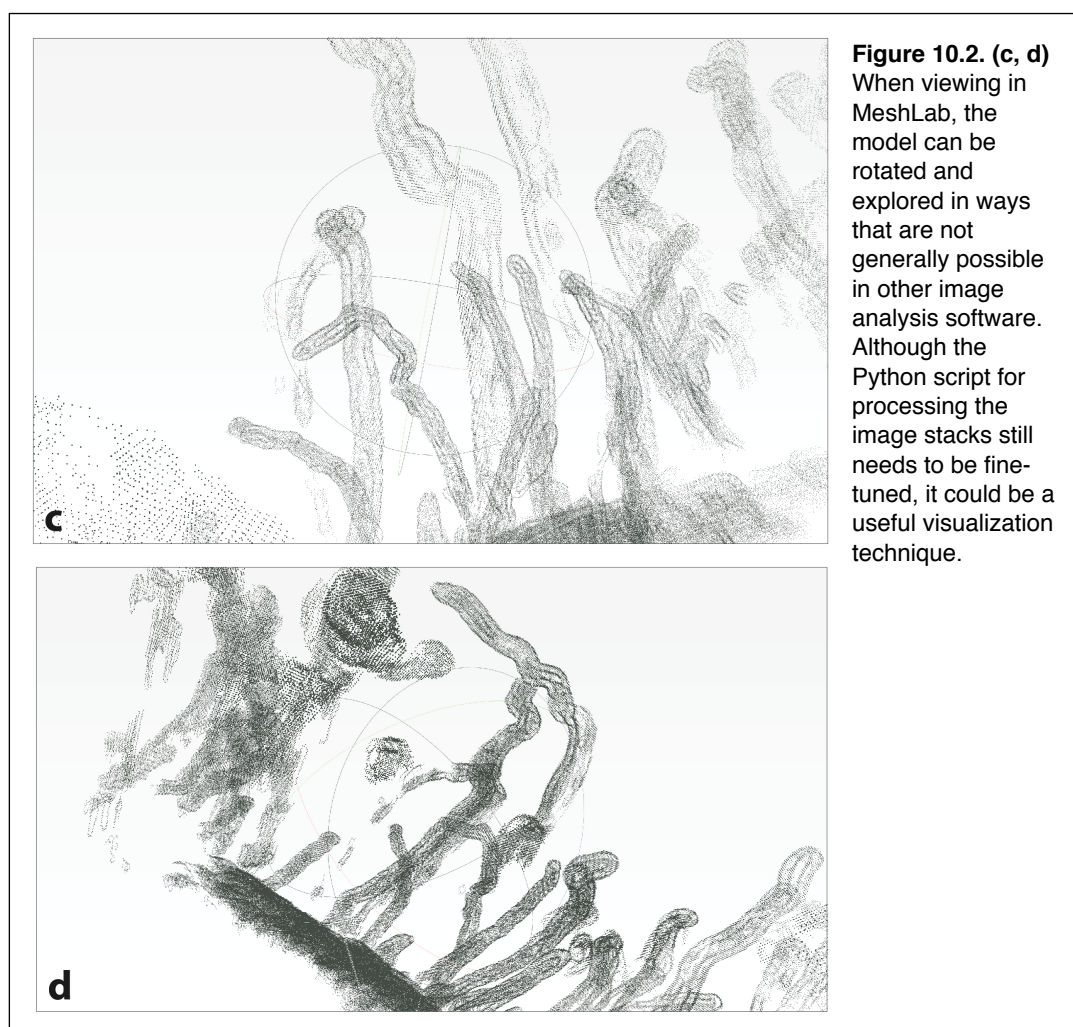 Figure 10.2. (c, d)
When viewing in
MeshLab, the
model can be
rotated and
explored in ways
that are not
generally possible
in other image
analysis software.
Although the
Python script for
processing the
image stacks still
needs to be fine-
tuned, it could be a
useful visualization
technique.
c
d